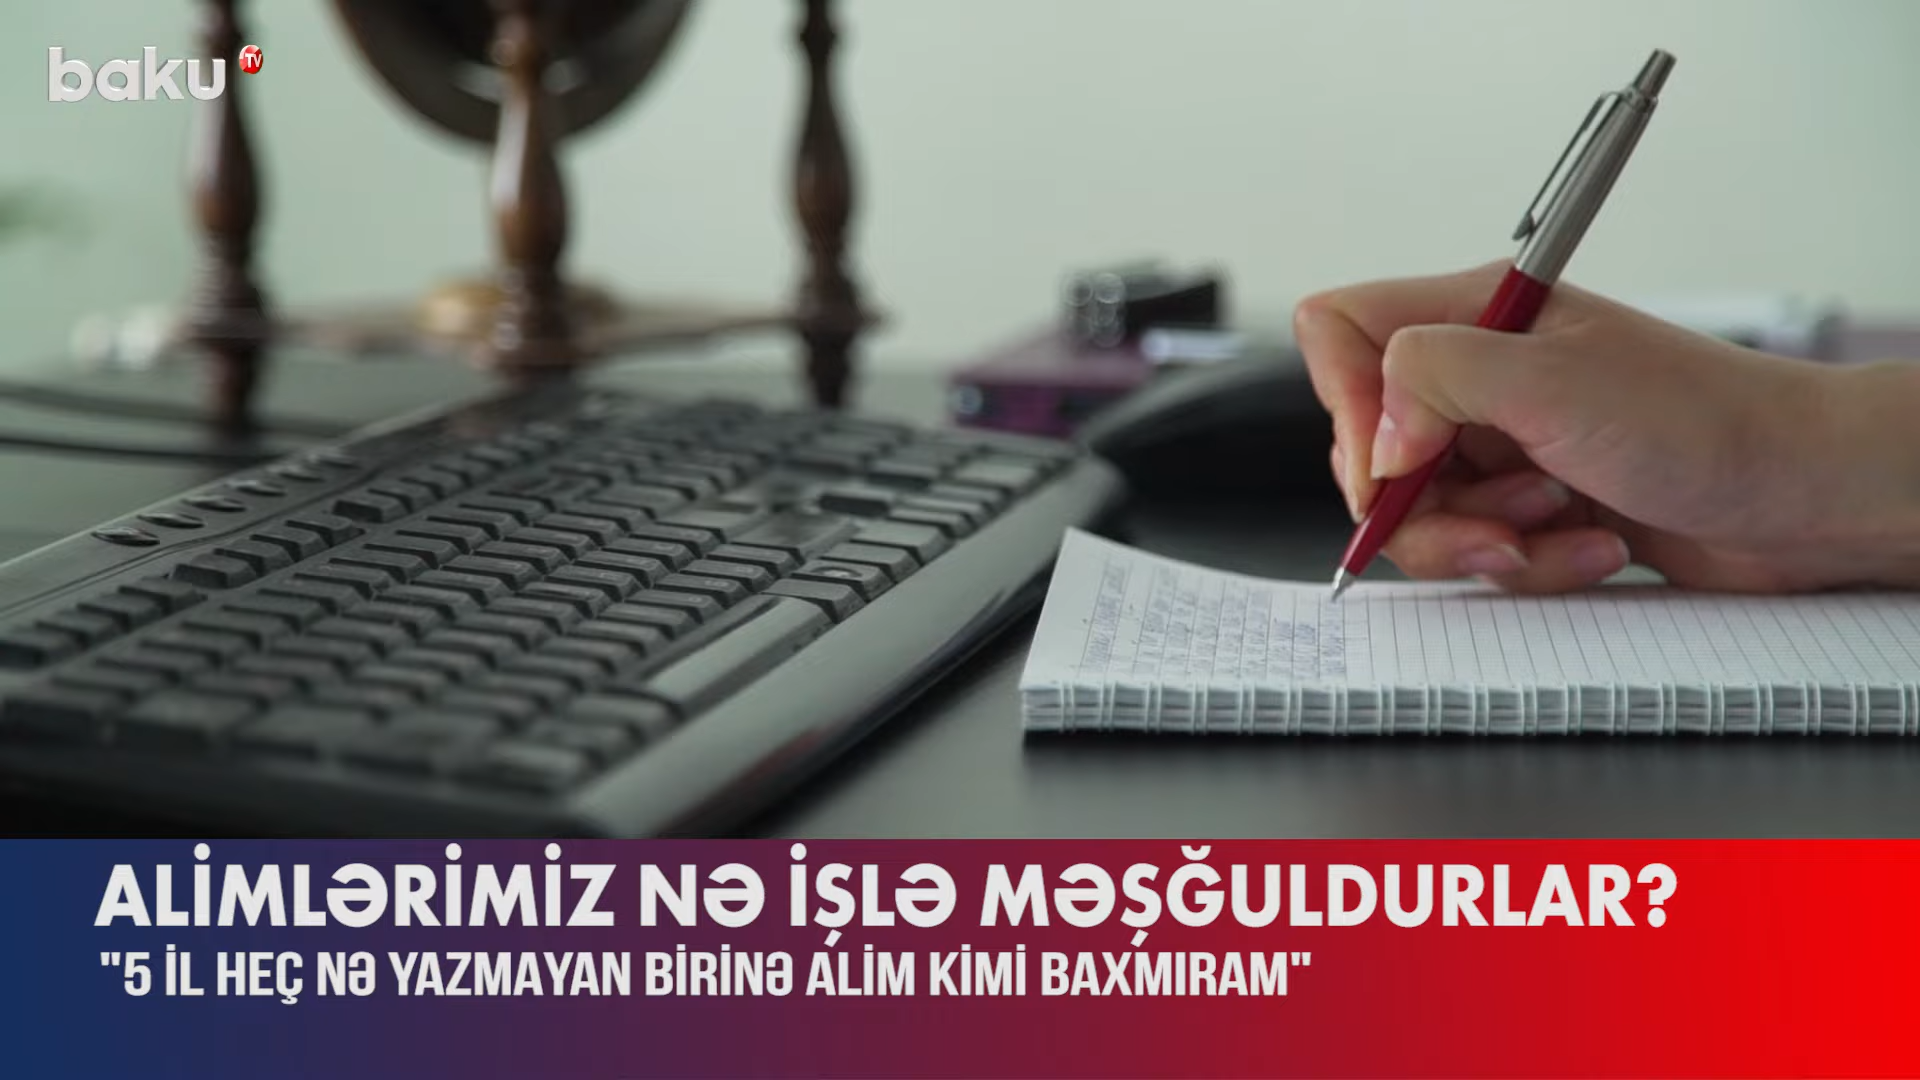 baku TV
ALİMLƏRİMİZ NƏ İŞLƏ MƏŞĞULDURLAR?
"5 İL HEÇ NƏ YAZMAYAN BİRİNƏ ALİM KİMİ BAXMIRAM"